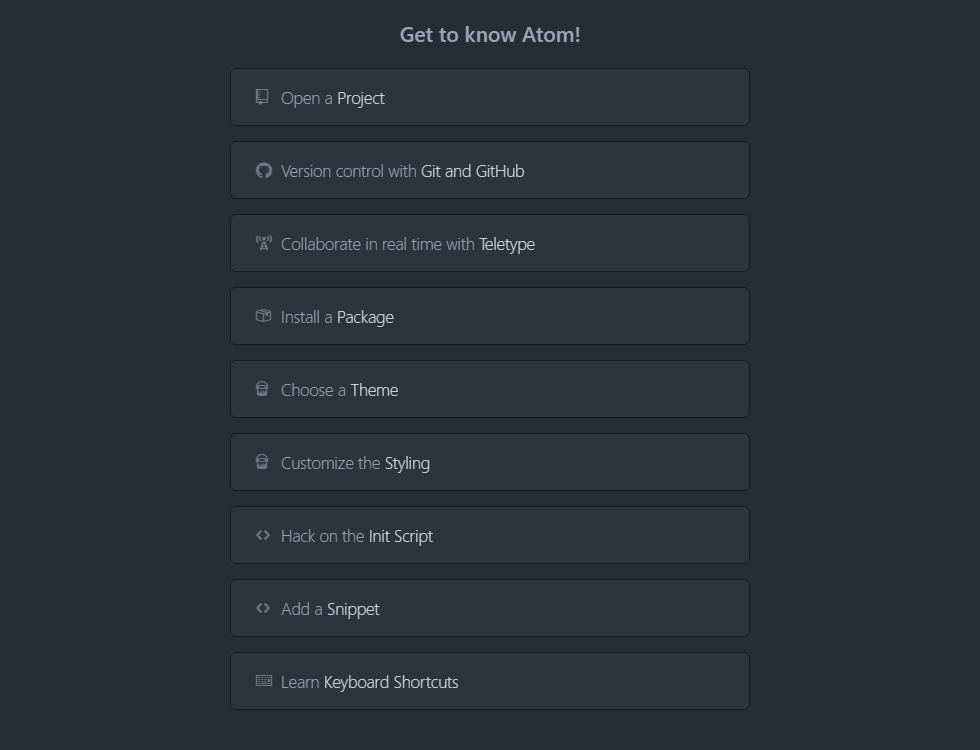 Get to know Atom!
Open a Project
Version control with Git and GitHub
Collaborate in real time with Teletype
Install a Package
Choose a Theme
Customize the Styling
Hack on the Init Script
Add a Snippet
Learn Keyboard Shortcuts